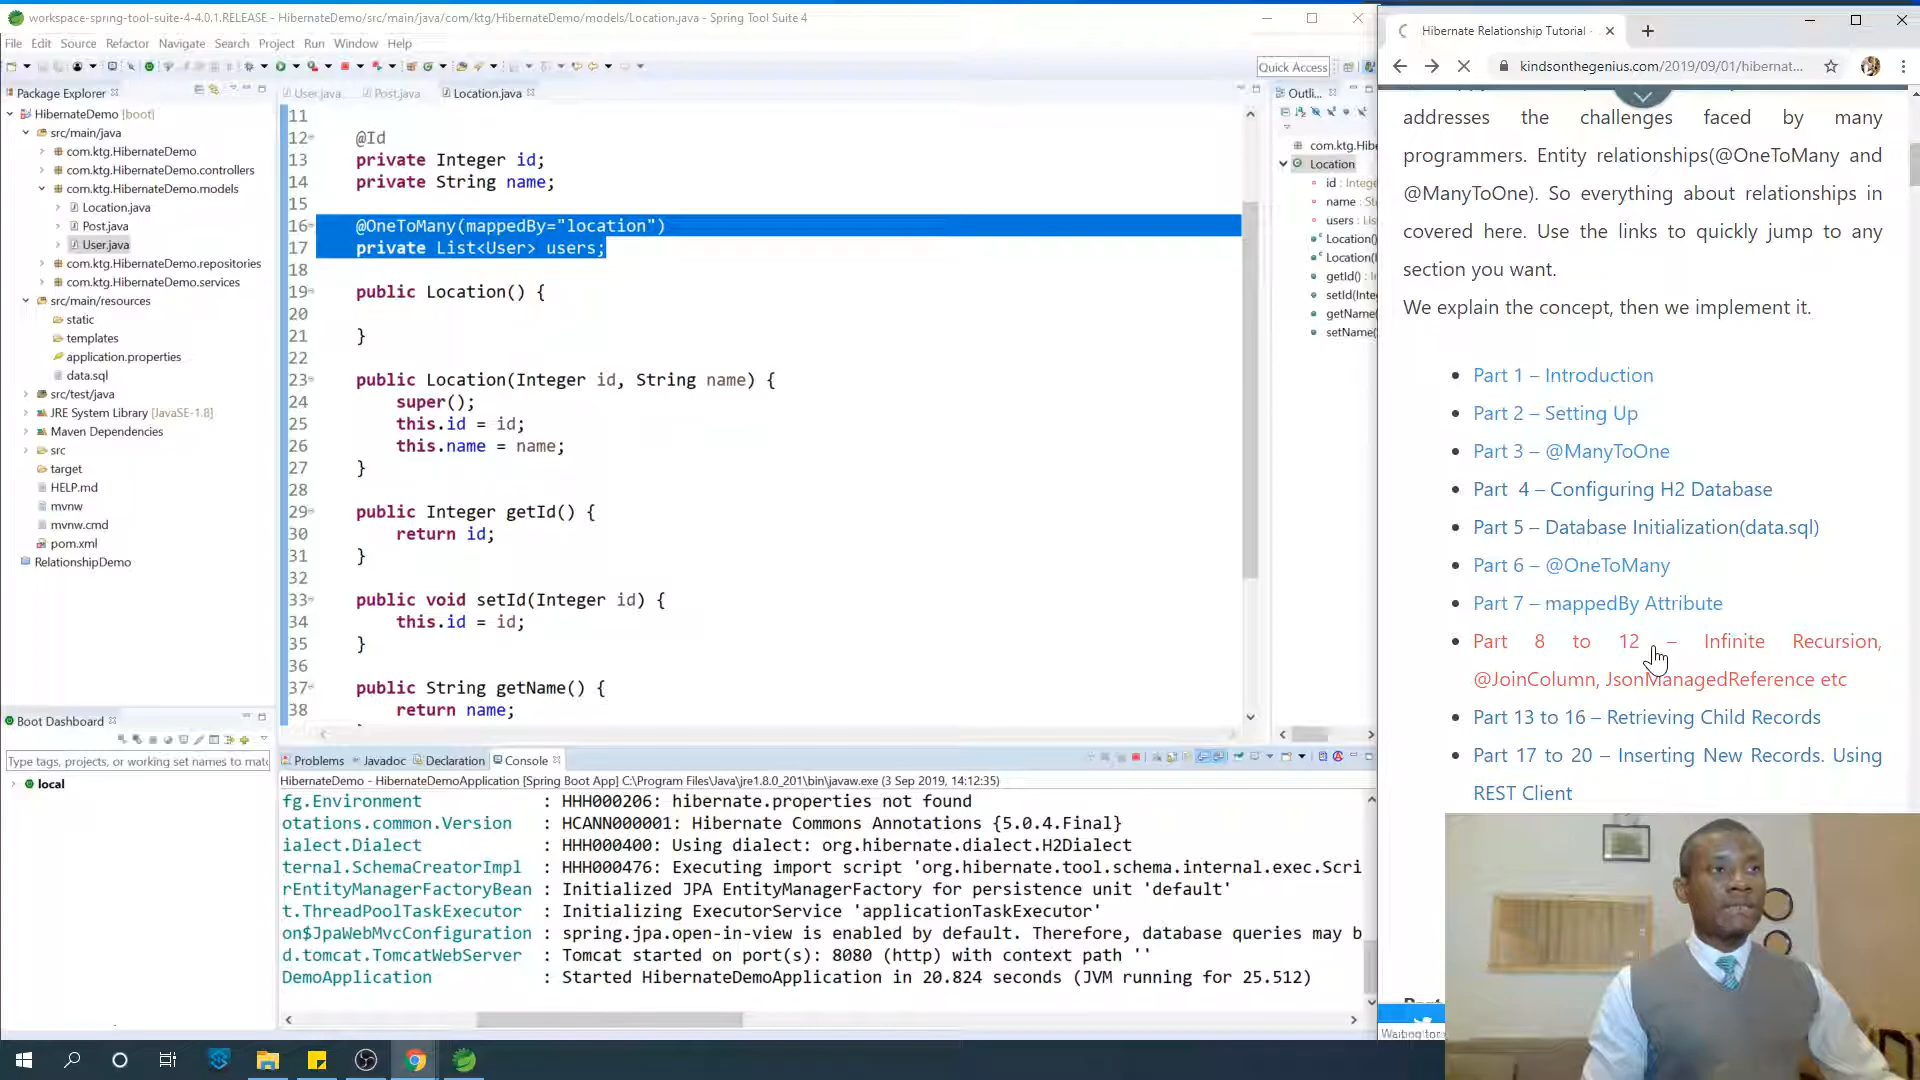 workspace-spring-tool-suite-4-4.0.1.RELEASE - HibernateDemo/src/main/java/com/ktg/HibernateDemo/models/Location.java - Spring Tool Suite 4
File Edit Source Refactor Navigate Search Project Run Window Help
Quick Access
Package Explorer
HibernateDemo [boot]
src/main/java
com.ktg.HibernateDemo
com.ktg.HibernateDemo.controllers
com.ktg.HibernateDemo.models
Location.java
Post.java
User.java
com.ktg.HibernateDemo.repositories
com.ktg.HibernateDemo.services
src/main/resources
static
templates
application.properties
data.sql
src/test/java
JRE System Library [JavaSE-1.8]
Maven Dependencies
src
target
HELP.md
mvnw
mvnw.cmd
pom.xml
RelationshipDemo
Boot Dashboard
Type tags, projects, or working set names to mat
local
User.java Post.java Location.java
11
12 @Id
13 private Integer id;
14 private String name;
15
16 @OneToMany(mappedBy="location")
17 private List<User> users;
18
19 public Location() {
20
21 }
22
23 public Location(Integer id, String name) {
24 super();
25 this.id = id;
26 this.name = name;
27 }
28
29 public Integer getId() {
30 return id;
31 }
32
33 public void setId(Integer id) {
34 this.id = id;
35 }
36
37 public String getName() {
38 return name;
Outli...
com.ktg.Hib
Location
id : Intege
name : St
users : Lis
Location()
Location(I
getId() : I
setId(Inte
getName(
setName(
Problems Javadoc Declaration Console
HibernateDemo - HibernateDemoApplication [Spring Boot App] C:\Program Files\Java\jre1.8.0_201\bin\javaw.exe (3 Sep 2019, 14:12:35)
fg.Environment : HHH000206: hibernate.properties not found
otations.common.Version : HCANN000001: Hibernate Commons Annotations {5.0.4.Final}
ialect.Dialect : HHH000400: Using dialect: org.hibernate.dialect.H2Dialect
ternal.SchemaCreatorImpl : HHH000476: Executing import script 'org.hibernate.tool.schema.internal.exec.Scri
rEntityManagerFactoryBean : Initialized JPA EntityManagerFactory for persistence unit 'default'
t.ThreadPoolTaskExecutor : Initializing ExecutorService 'applicationTaskExecutor'
on$JpaWebMvcConfiguration : spring.jpa.open-in-view is enabled by default. Therefore, database queries may b
d.tomcat.TomcatWebServer : Tomcat started on port(s): 8080 (http) with context path ''
DemoApplication : Started HibernateDemoApplication in 20.824 seconds (JVM running for 25.512)
Hibernate Relationship Tutorial
kindsonthegenius.com/2019/09/01/hibernat...
addresses the challenges faced by many
programmers. Entity relationships(@OneToMany and
@ManyToOne). So everything about relationships in
covered here. Use the links to quickly jump to any
section you want.
We explain the concept, then we implement it.
Part 1 – Introduction
Part 2 – Setting Up
Part 3 – @ManyToOne
Part 4 – Configuring H2 Database
Part 5 – Database Initialization(data.sql)
Part 6 – @OneToMany
Part 7 – mappedBy Attribute
Part 8 to 12 – Infinite Recursion,
@JoinColumn, JsonManagedReference etc
Part 13 to 16 – Retrieving Child Records
Part 17 to 20 – Inserting New Records. Using
REST Client
Waiting for